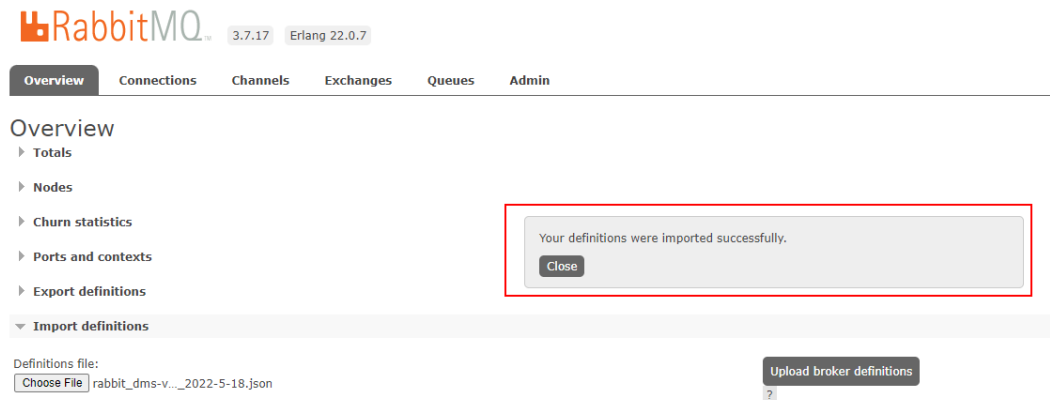 RabbitMQ™ 3.7.17 Erlang 22.0.7
Overview Connections Channels Exchanges Queues Admin
Overview
Totals
Nodes
Churn statistics
Ports and contexts
Export definitions
Your definitions were imported successfully.
Close
Import definitions
Definitions file:
Choose File rabbit_dms-v..._2022-5-18.json
Upload broker definitions
?